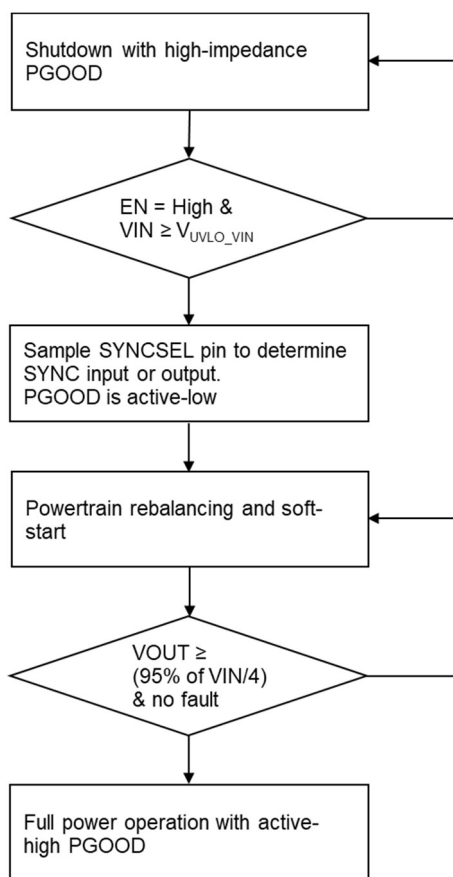 Shutdown with high-impedance
PGOOD
EN = High &
VIN ≥ VUVLO_VIN
Sample SYNCSEL pin to determine
SYNC input or output.
PGOOD is active-low
Powertrain rebalancing and soft-
start
VOUT ≥
(95% of VIN/4)
& no fault
Full power operation with active-
high PGOOD